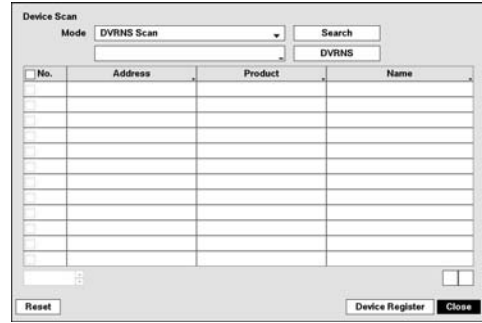 Device Scan
Mode DVRNS Scan Search
DVRNS
No. Address Product Name
Reset Device Register Close